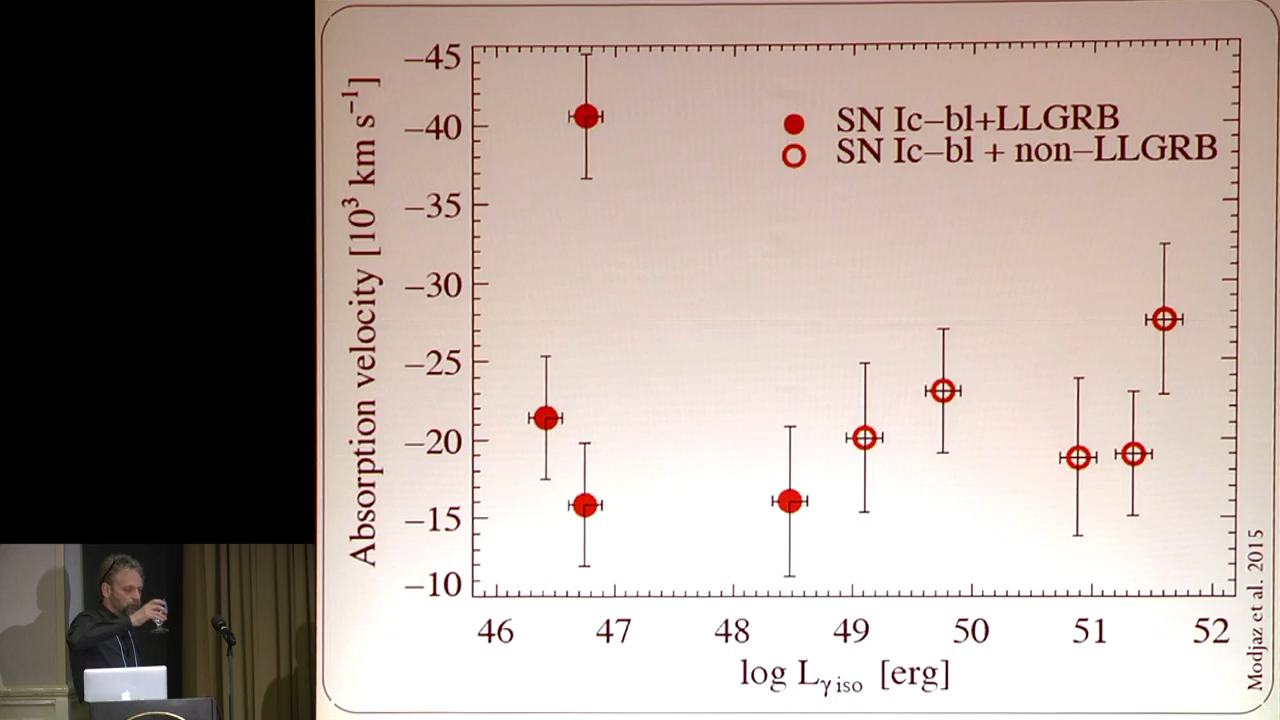 Absorption velocity [10³ km s⁻¹]
−45
−40
−35
−30
−25
−20
−15
−10
SN Ic−bl+LLGRB
SN Ic−bl + non−LLGRB
46 47 48 49 50 51 52
log Lγ iso [erg]
Modjaz et al. 2015